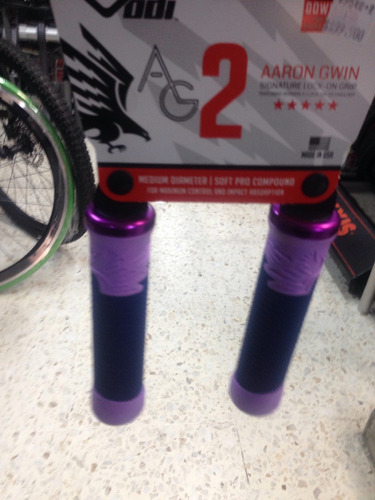 ODI
AG
2
AARON GWIN
SIGNATURE LOCK-ON GRIP
★★★★★
MADE IN USA
MEDIUM DIAMETER | SOFT PRO COMPOUND
FOR MAXIMUM CONTROL AND IMPACT ABSORPTION